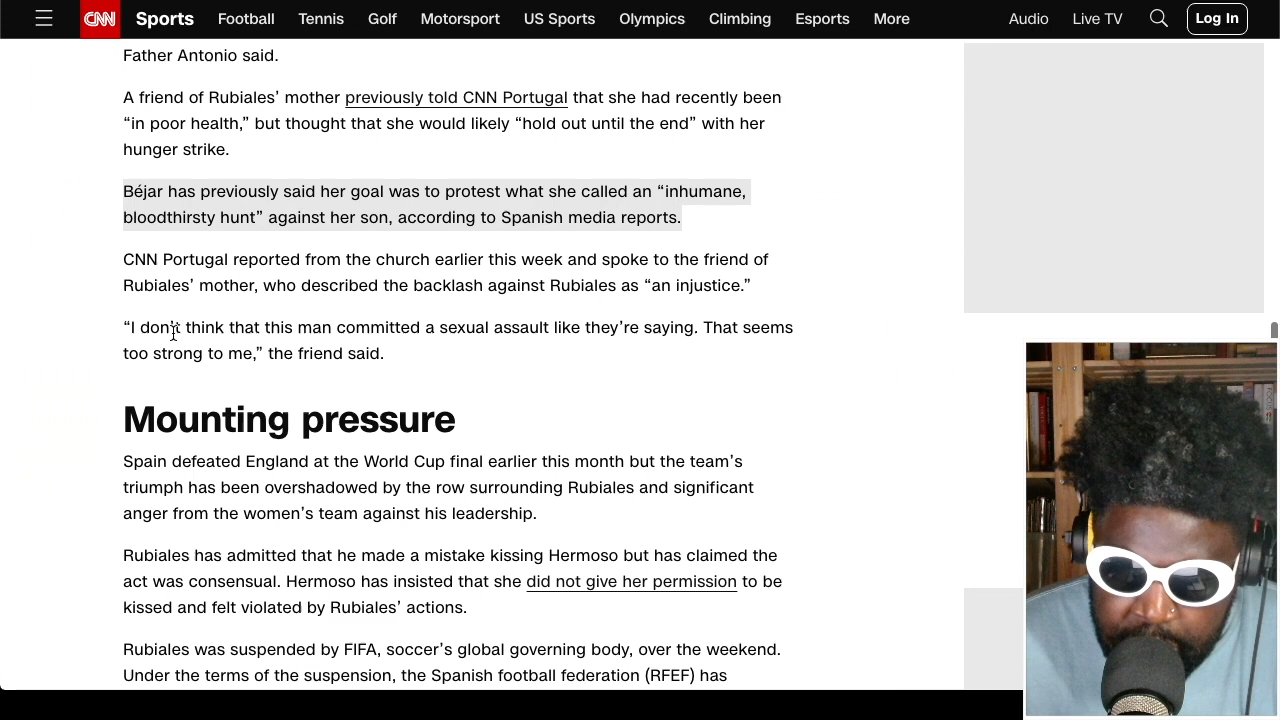 CNN Sports Football Tennis Golf Motorsport US Sports Olympics Climbing Esports More Audio Live TV Log In
Father Antonio said.
A friend of Rubiales’ mother previously told CNN Portugal that she had recently been
“in poor health,” but thought that she would likely “hold out until the end” with her
hunger strike.
Béjar has previously said her goal was to protest what she called an “inhumane,
bloodthirsty hunt” against her son, according to Spanish media reports.
CNN Portugal reported from the church earlier this week and spoke to the friend of
Rubiales’ mother, who described the backlash against Rubiales as “an injustice.”
“I don’t think that this man committed a sexual assault like they’re saying. That seems
too strong to me,” the friend said.
Mounting pressure
Spain defeated England at the World Cup final earlier this month but the team’s
triumph has been overshadowed by the row surrounding Rubiales and significant
anger from the women’s team against his leadership.
Rubiales has admitted that he made a mistake kissing Hermoso but has claimed the
act was consensual. Hermoso has insisted that she did not give her permission to be
kissed and felt violated by Rubiales’ actions.
Rubiales was suspended by FIFA, soccer’s global governing body, over the weekend.
Under the terms of the suspension, the Spanish football federation (RFEF) has